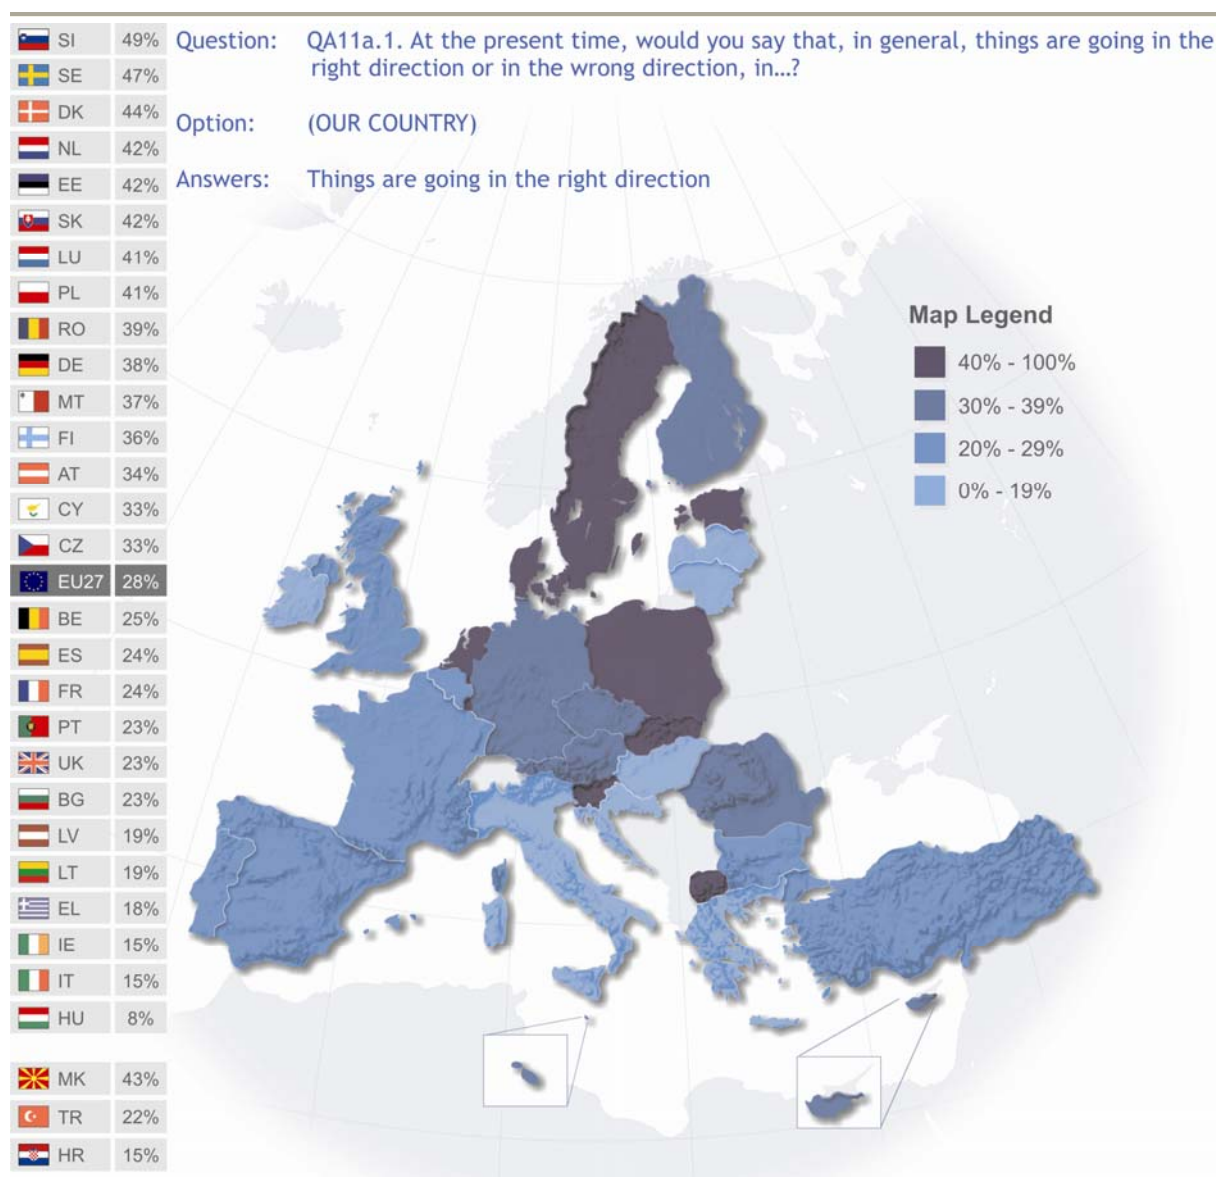 SI 49%
SE 47%
DK 44%
NL 42%
EE 42%
SK 42%
LU 41%
PL 41%
RO 39%
DE 38%
MT 37%
FI 36%
AT 34%
CY 33%
CZ 33%
EU27 28%
BE 25%
ES 24%
FR 24%
PT 23%
UK 23%
BG 23%
LV 19%
LT 19%
EL 18%
IE 15%
IT 15%
HU 8%
MK 43%
TR 22%
HR 15%
Question: QA11a.1. At the present time, would you say that, in general, things are going in the
right direction or in the wrong direction, in…?
Option: (OUR COUNTRY)
Answers: Things are going in the right direction
Map Legend
40% - 100%
30% - 39%
20% - 29%
0% - 19%